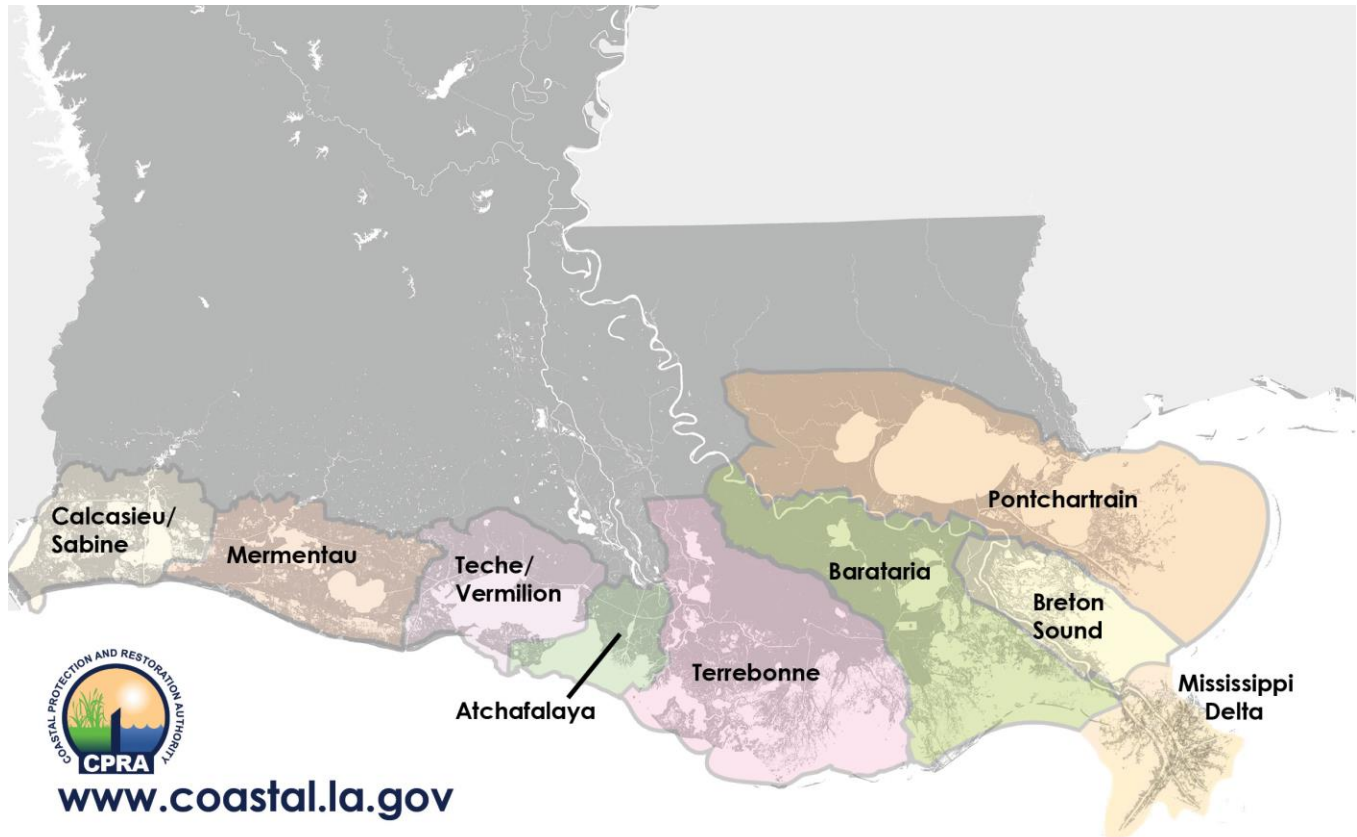 Calcasieu/
Sabine
Mermentau
Teche/
Vermilion
Atchafalaya
Terrebonne
Barataria
Pontchartrain
Breton
Sound
Mississippi
Delta
COASTAL PROTECTION AND RESTORATION AUTHORITY
CPRA
www.coastal.la.gov